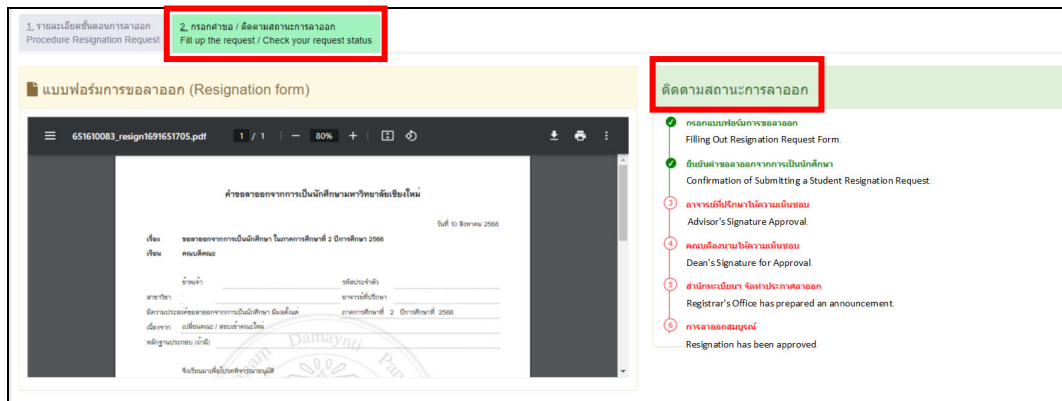 1. รายละเอียดขั้นตอนการลาออก
Procedure Resignation Request
2. กรอกคำขอ / ติดตามสถานะการลาออก
Fill up the request / Check your request status
แบบฟอร์มการขอลาออก (Resignation form)
651610083_resign1691651705.pdf 1 / 1 — 80% +
คำขอลาออกจากการเป็นนักศึกษามหาวิทยาลัยเชียงใหม่
วันที่ 10 สิงหาคม 2566
เรื่อง ขอลาออกจากการเป็นนักศึกษา ในภาคการศึกษาที่ 2 ปีการศึกษา 2566
เรียน คณบดีคณะ
ข้าพเจ้า รหัสประจำตัว
สาขาวิชา อาจารย์ที่ปรึกษา
มีความประสงค์ขอลาออกจากการเป็นนักศึกษา มีผลตั้งแต่ ภาคการศึกษาที่ 2 ปีการศึกษาที่ 2566
เนื่องจาก เปลี่ยนคณะ / สอบเข้าคณะใหม่
หลักฐานประกอบ (ถ้ามี)
Damaynti
จึงเรียนมาเพื่อโปรดพิจารณาอนุมัติ
ติดตามสถานะการลาออก
กรอกแบบฟอร์มการขอลาออก
Filling Out Resignation Request Form.
ยืนยันคำขอลาออกจากการเป็นนักศึกษา
Confirmation of Submitting a Student Resignation Request.
3 อาจารย์ที่ปรึกษาให้ความเห็นชอบ
Advisor's Signature Approval.
4 คณบดีลงนามให้ความเห็นชอบ
Dean's Signature for Approval.
5 สำนักทะเบียนฯ จัดทำประกาศลาออก
Registrar's Office has prepared an announcement.
6 การลาออกสมบูรณ์
Resignation has been approved.